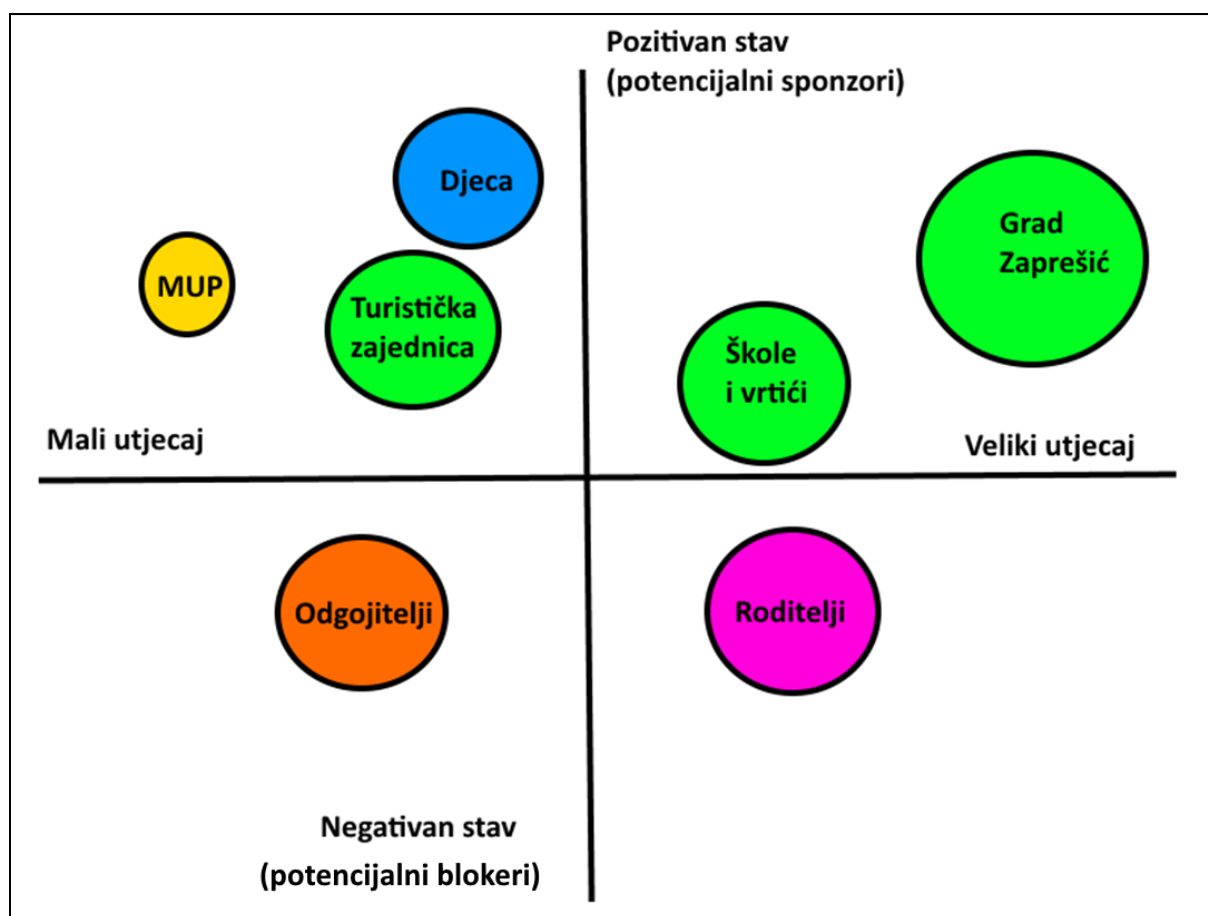 Pozitivan stav
(potencijalni sponzori)
Djeca
MUP
Turistička
zajednica
Grad
Zaprešić
Škole
i vrtići
Mali utjecaj
Veliki utjecaj
Odgojitelji
Roditelji
Negativan stav
(potencijalni blokeri)